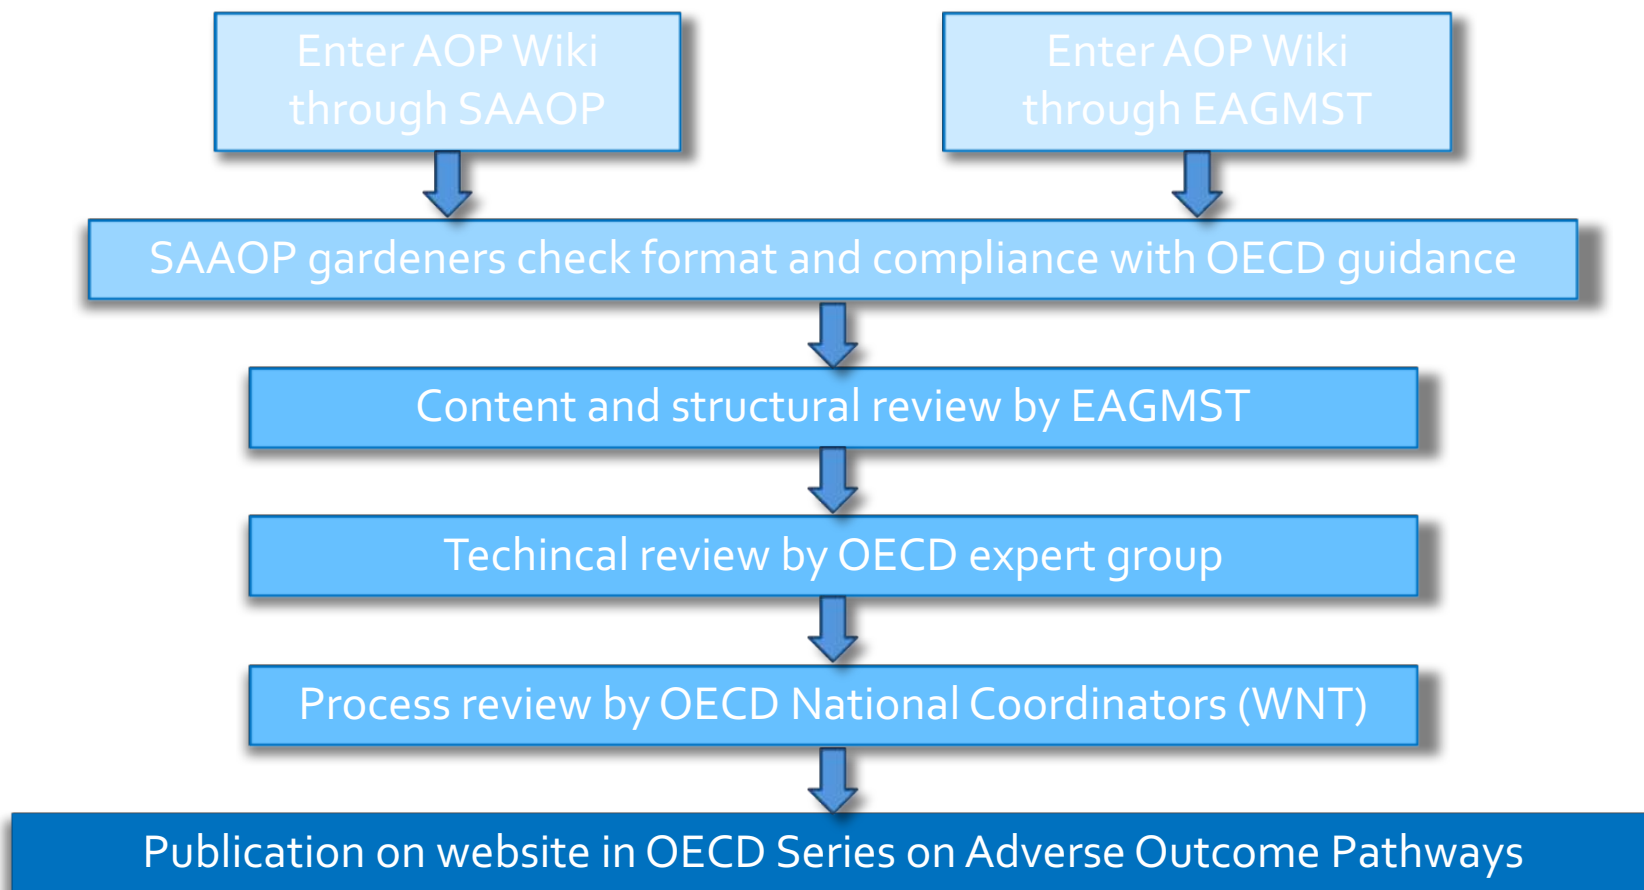 Enter AOP Wiki
through SAAOP
Enter AOP Wiki
through EAGMST
SAAOP gardeners check format and compliance with OECD guidance
Content and structural review by EAGMST
Techincal review by OECD expert group
Process review by OECD National Coordinators (WNT)
Publication on website in OECD Series on Adverse Outcome Pathways